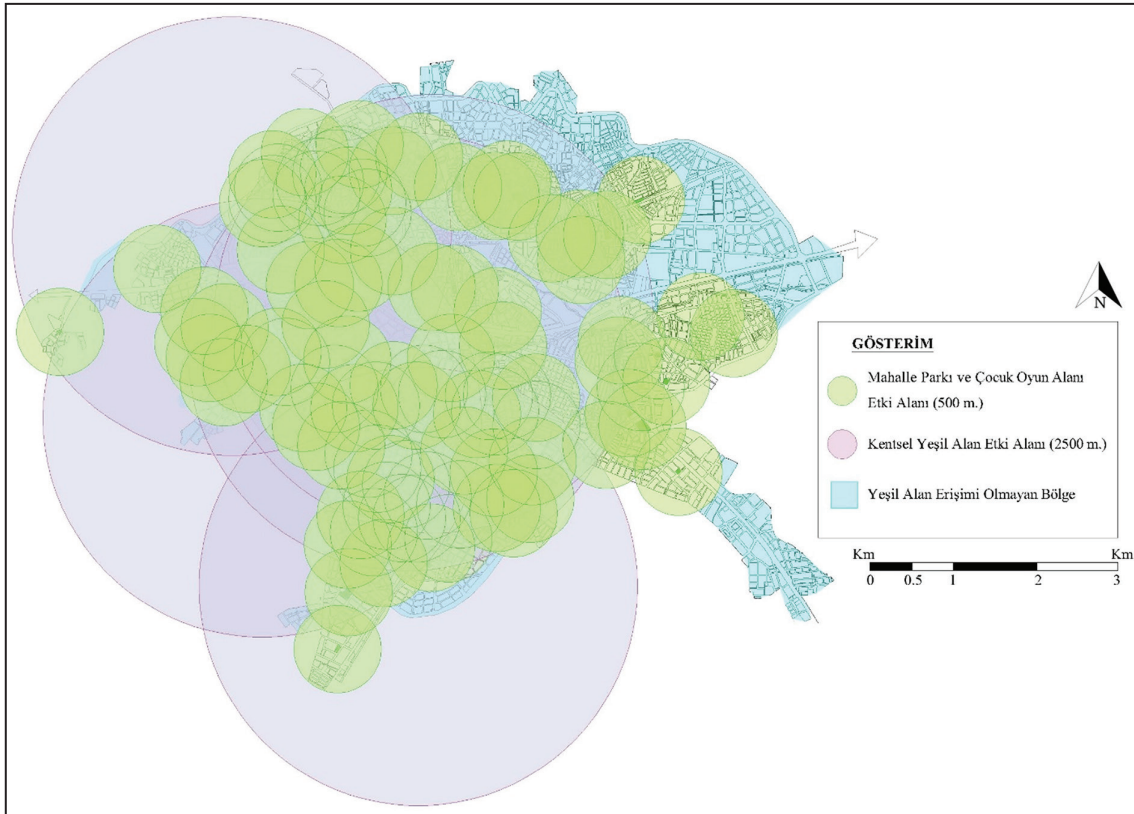 N
GÖSTERİM
Mahalle Parkı ve Çocuk Oyun Alanı
Etki Alanı (500 m.)
Kentsel Yeşil Alan Etki Alanı (2500 m.)
Yeşil Alan Erişimi Olmayan Bölge
Km Km
0 0.5 1 2 3